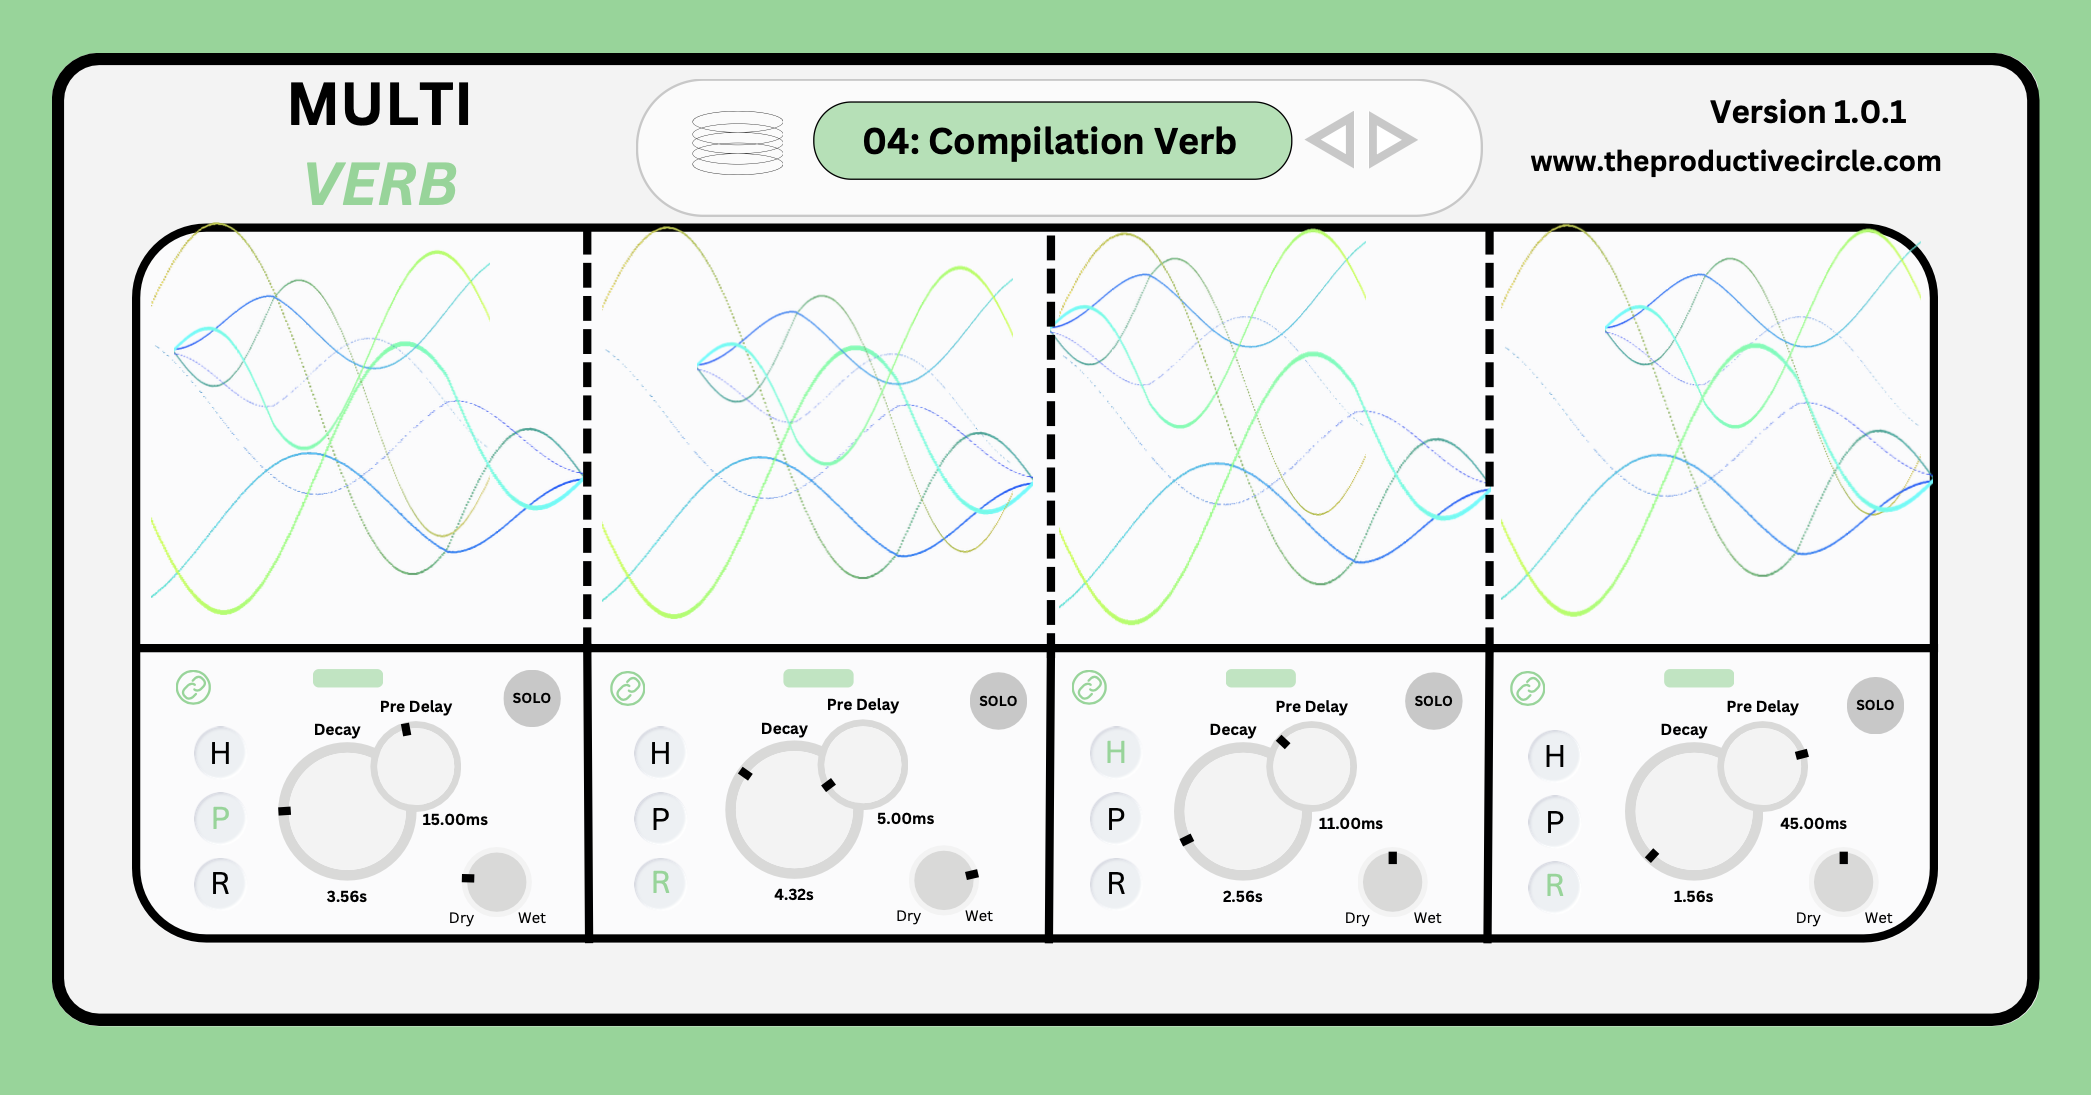 MULTI
VERB
04: Compilation Verb
Version 1.0.1
www.theproductivecircle.com
SOLO
Pre Delay
Decay
H
P
R
15.00ms
3.56s
Dry Wet
SOLO
Pre Delay
Decay
H
P
R
5.00ms
4.32s
Dry Wet
SOLO
Pre Delay
Decay
H
P
R
11.00ms
2.56s
Dry Wet
SOLO
Pre Delay
Decay
H
P
R
45.00ms
1.56s
Dry Wet